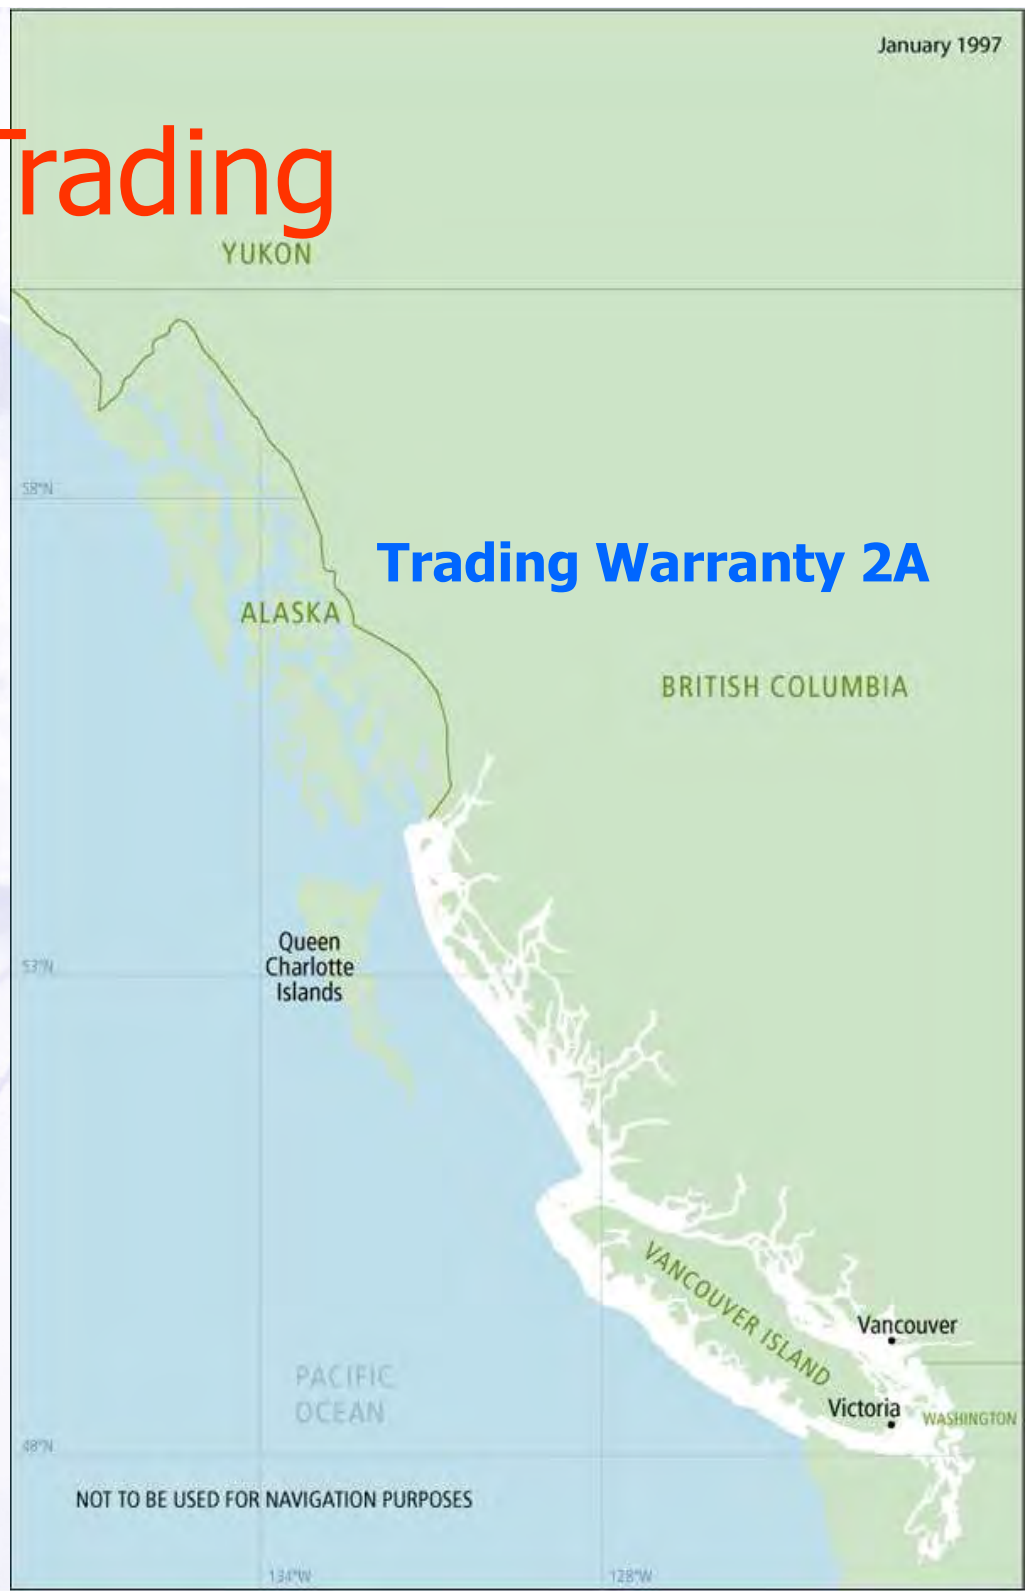 January 1997
Trading
YUKON
58°N
Trading Warranty 2A
ALASKA
BRITISH COLUMBIA
Queen
Charlotte
Islands
53°N
VANCOUVER ISLAND
Vancouver
PACIFIC
OCEAN
Victoria
WASHINGTON
48°N
NOT TO BE USED FOR NAVIGATION PURPOSES
134°W
128°W